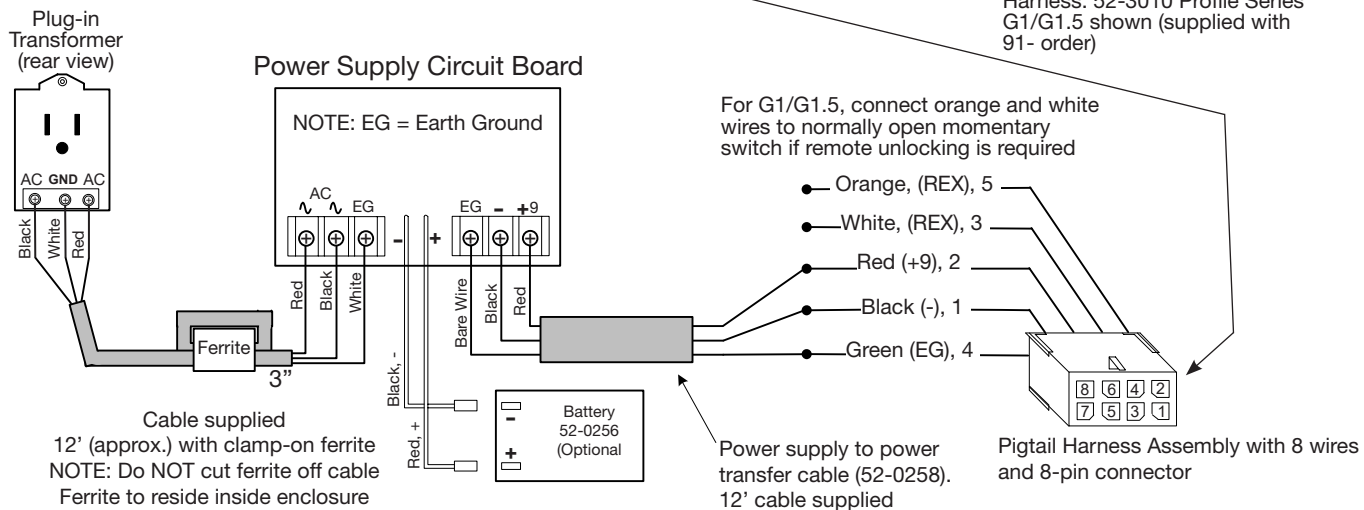 Harness: 52-3010 Profile Series
G1/G1.5 shown (supplied with
91- order)
Plug-in
Transformer
(rear view)
AC GND AC
Black
White
Red
Power Supply Circuit Board
NOTE: EG = Earth Ground
AC
∿ ∿ EG
- +
EG - +9
Red
Black
White
Bare Wire
Black
Red
Ferrite
3”
Cable supplied
12’ (approx.) with clamp-on ferrite
NOTE: Do NOT cut ferrite off cable
Ferrite to reside inside enclosure
Black, -
Red, +
-
+
Battery
52-0256
(Optional
For G1/G1.5, connect orange and white
wires to normally open momentary
switch if remote unlocking is required
Orange, (REX), 5
White, (REX), 3
Red (+9), 2
Black (-), 1
Green (EG), 4
8 6 4 2
7 5 3 1
Power supply to power
transfer cable (52-0258).
12’ cable supplied
Pigtail Harness Assembly with 8 wires
and 8-pin connector